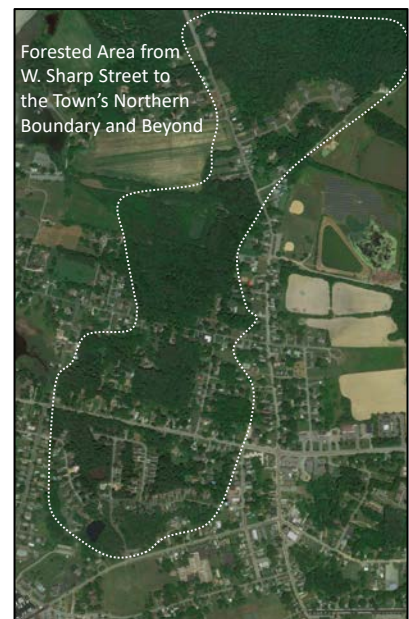 Forested Area from
W. Sharp Street to
the Town's Northern
Boundary and Beyond